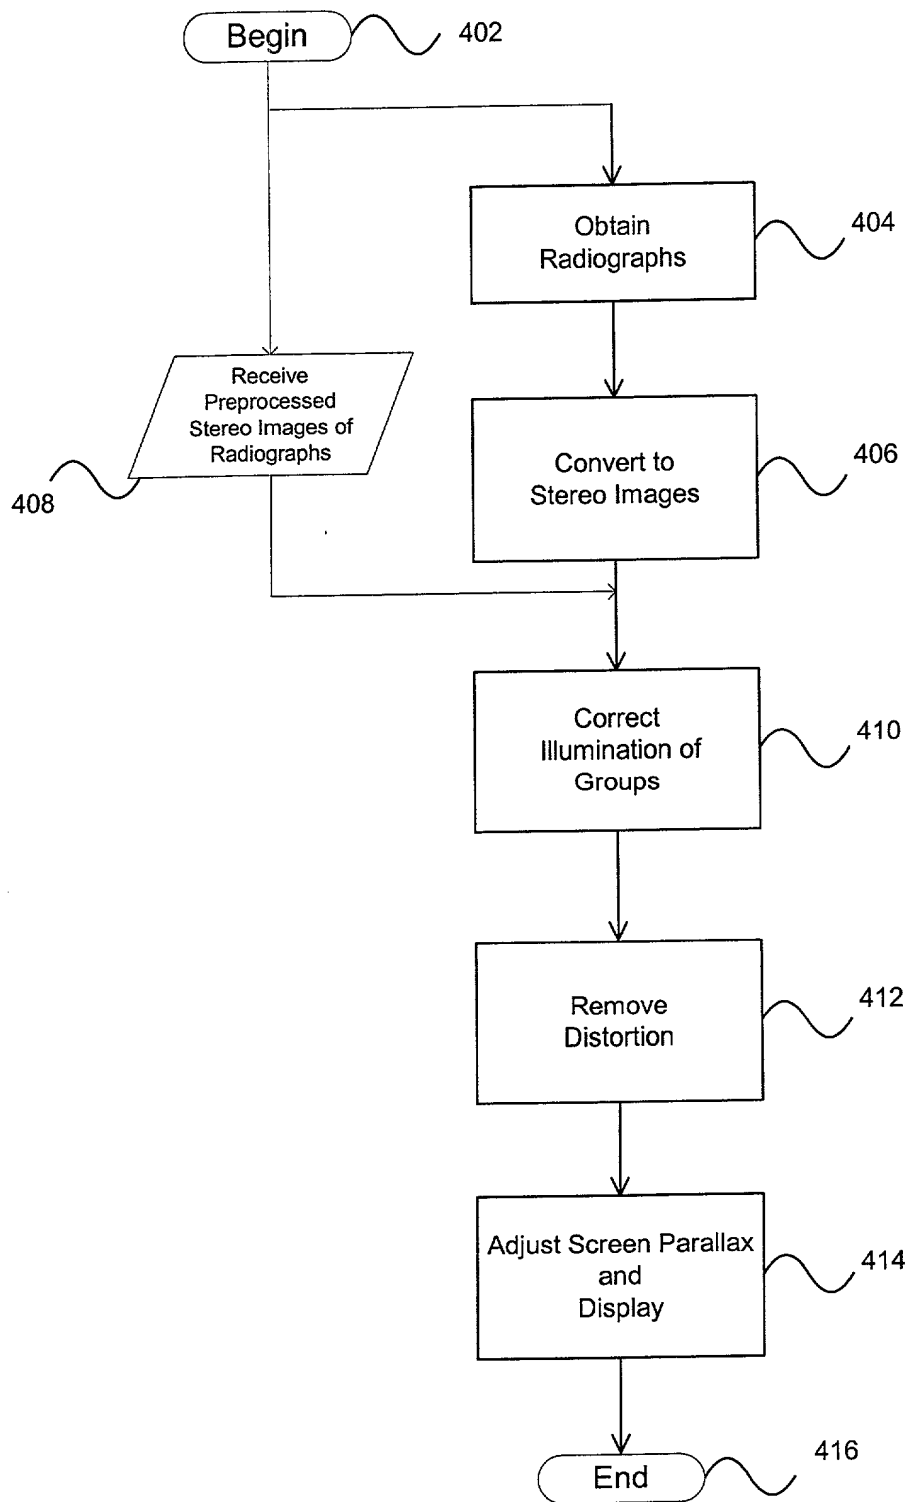 Begin
402
Obtain
Radiographs
404
Receive
Preprocessed
Stereo Images of
Radiographs
408
Convert to
Stereo Images
406
Correct
Illumination of
Groups
410
Remove
Distortion
412
Adjust Screen Parallax
and
Display
414
End
416